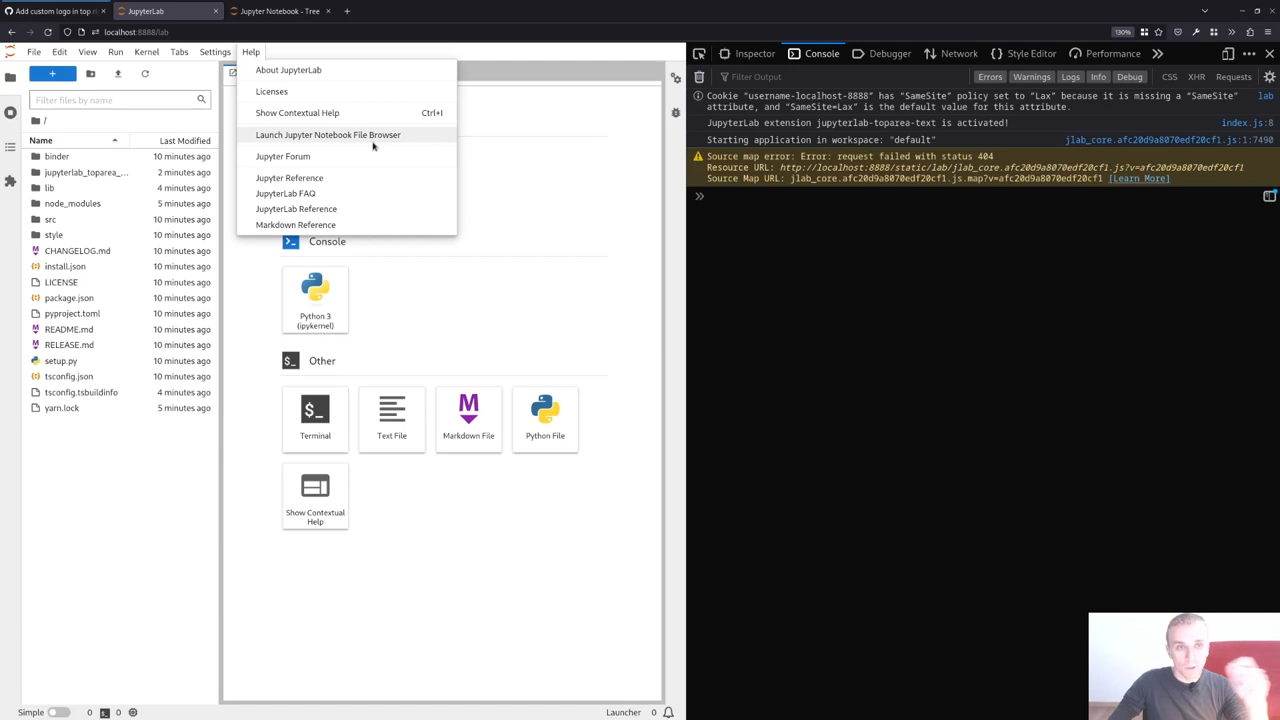 Add custom logo in top ri
JupyterLab
Jupyter Notebook - Tree
localhost:8888/lab
130%
File Edit View Run Kernel Tabs Settings Help
Filter files by name
/
Name
binder 10 minutes ago
jupyterlab_toparea_... 2 minutes ago
lib 4 minutes ago
node_modules 5 minutes ago
src 10 minutes ago
style 10 minutes ago
CHANGELOG.md 10 minutes ago
install.json 10 minutes ago
LICENSE 10 minutes ago
package.json 10 minutes ago
pyproject.toml 10 minutes ago
README.md 10 minutes ago
RELEASE.md 10 minutes ago
setup.py 10 minutes ago
tsconfig.json 10 minutes ago
tsconfig.tsbuildinfo 4 minutes ago
yarn.lock 5 minutes ago
About JupyterLab
Licenses
Show Contextual Help Ctrl+I
Launch Jupyter Notebook File Browser
Jupyter Forum
Jupyter Reference
JupyterLab FAQ
JupyterLab Reference
Markdown Reference
Console
Python 3
(ipykernel)
$_ Other
$_
Terminal
Text File
M
Markdown File
Python File
Show Contextual
Help
Simple 0 $_ 0
Launcher 0
Inspector Console Debugger Network Style Editor Performance
Filter Output
Errors Warnings Logs Info Debug CSS XHR Requests
Cookie "username-localhost-8888" has "SameSite" policy set to "Lax" because it is missing a "SameSite" lab
attribute, and "SameSite=Lax" is the default value for this attribute.
JupyterLab extension jupyterlab-toparea-text is activated! index.js:8
Starting application in workspace: "default" jlab_core.afc20d9a8070edf20cf1.js:1:7490
Source map error: Error: request failed with status 404
Resource URL: http://localhost:8888/static/lab/jlab_core.afc20d9a8070edf20cf1.js?v=afc20d9a8070edf20cf1
Source Map URL: jlab_core.afc20d9a8070edf20cf1.js.map?v=afc20d9a8070edf20cf1 [Learn More]